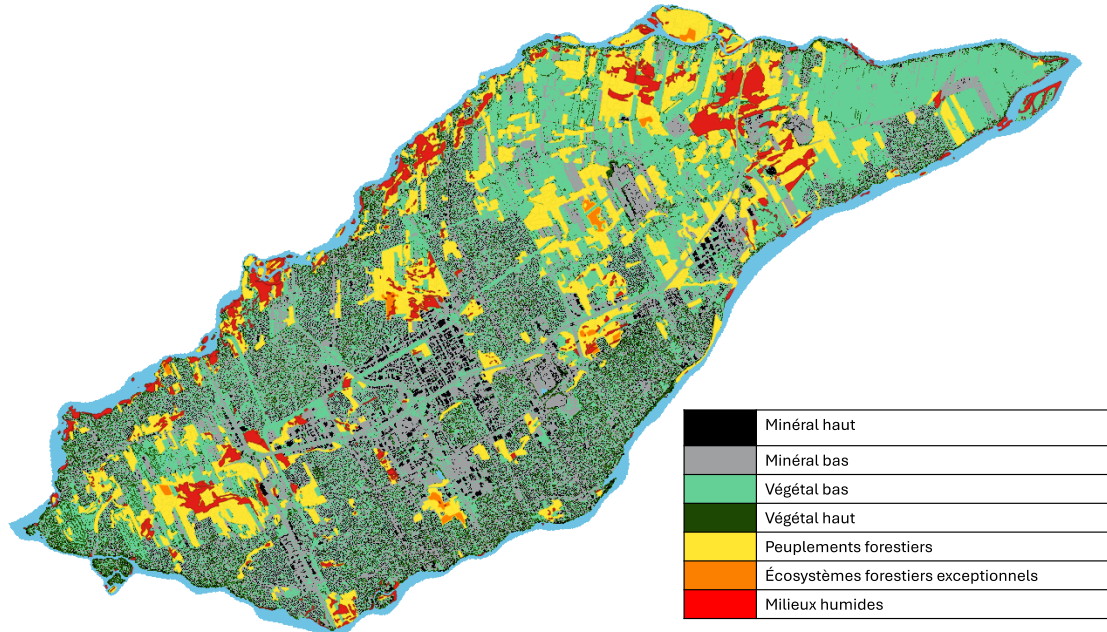 Minéral haut
Minéral bas
Végétal bas
Végétal haut
Peuplements forestiers
Écosystèmes forestiers exceptionnels
Milieux humides